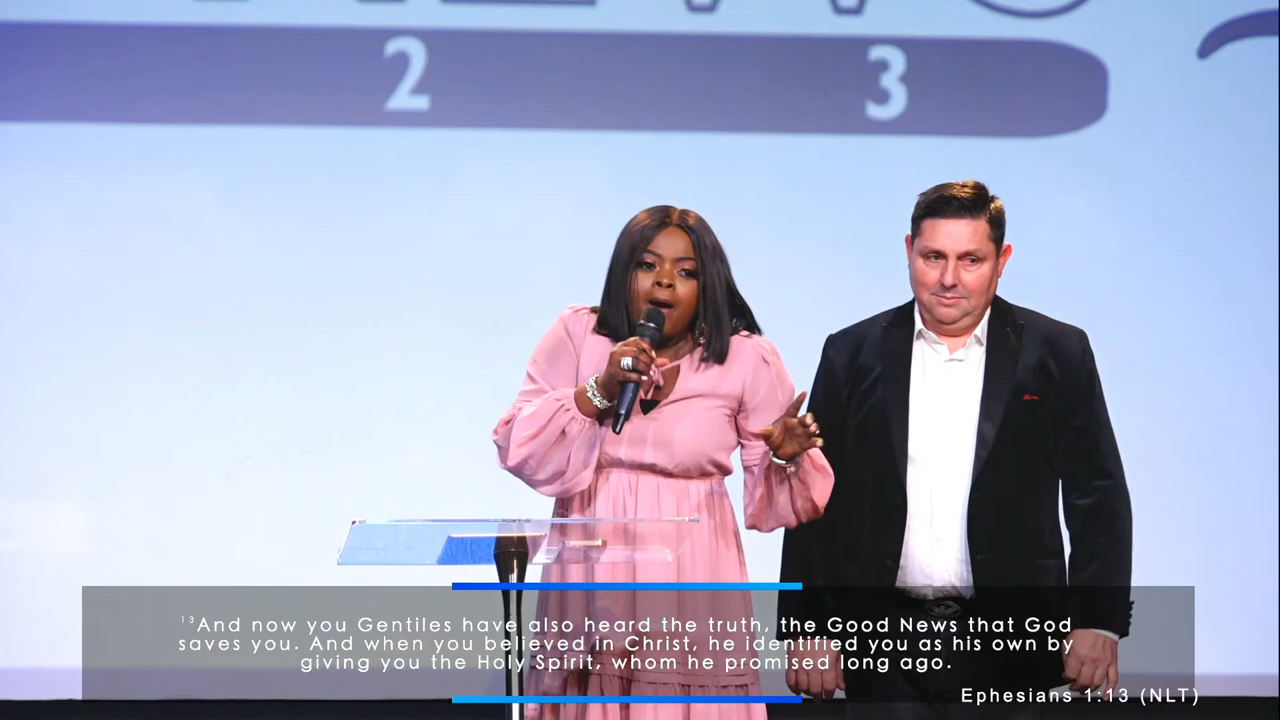 2 3
¹³And now you Gentiles have also heard the truth, the Good News that God
saves you. And when you believed in Christ, he identified you as his own by
giving you the Holy Spirit, whom he promised long ago.
Ephesians 1:13 (NLT)